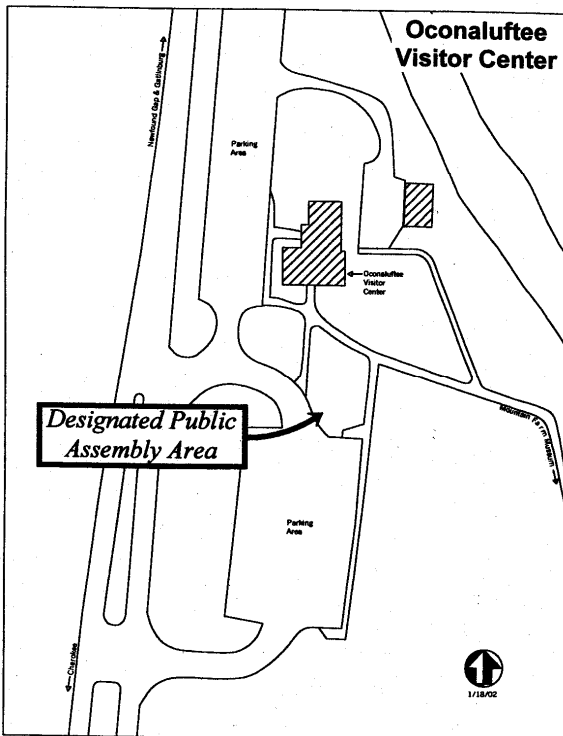 Oconaluftee
Visitor Center
Newfound Gap & Gatlinburg
Parking
Area
Oconaluftee
Visitor
Center
Designated Public
Assembly Area
Mountain Farm Museum
Parking
Area
Cherokee
1/18/02